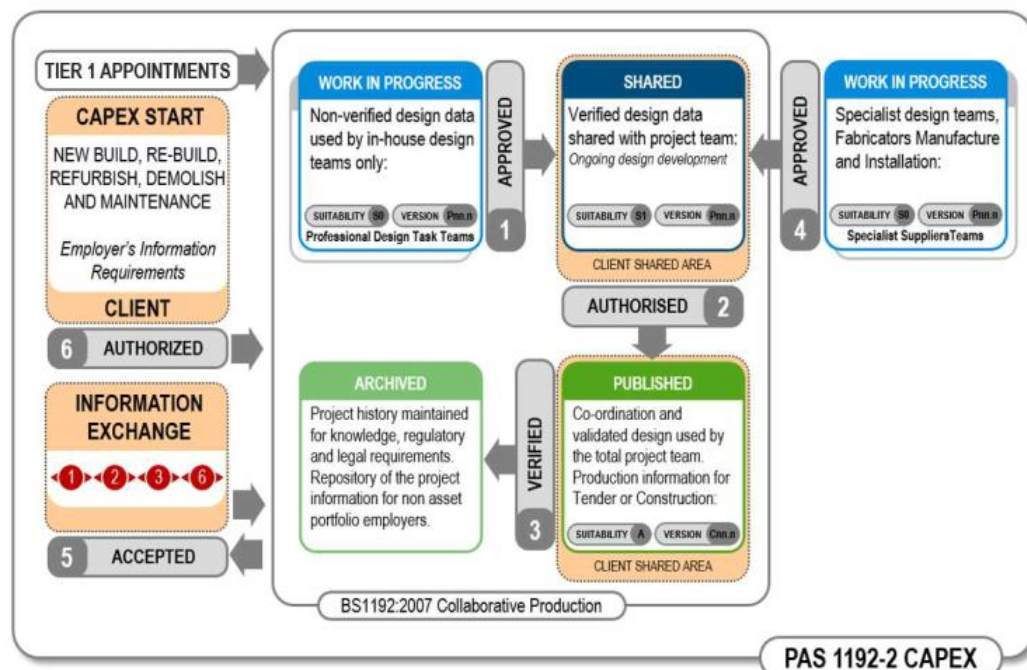 TIER 1 APPOINTMENTS
CAPEX START
NEW BUILD, RE-BUILD,
REFURBISH, DEMOLISH
AND MAINTENANCE
Employer's Information
Requirements
CLIENT
6 AUTHORIZED
INFORMATION
EXCHANGE
1 2 3 6
5 ACCEPTED
WORK IN PROGRESS
Non-verified design data
used by in-house design
teams only:
SUITABILITY S0 VERSION Pnn.n
Professional Design Task Teams
APPROVED
1
SHARED
Verified design data
shared with project team:
Ongoing design development
SUITABILITY S1 VERSION Pnn.n
CLIENT SHARED AREA
APPROVED
4
WORK IN PROGRESS
Specialist design teams,
Fabricators Manufacture
and Installation:
SUITABILITY S0 VERSION Pnn.n
Specialist SuppliersTeams
AUTHORISED 2
ARCHIVED
Project history maintained
for knowledge, regulatory
and legal requirements.
Repository of the project
information for non asset
portfolio employers.
VERIFIED
3
PUBLISHED
Co-ordination and
validated design used by
the total project team.
Production information for
Tender or Construction:
SUITABILITY A VERSION Cnn.n
CLIENT SHARED AREA
BS1192:2007 Collaborative Production
PAS 1192-2 CAPEX